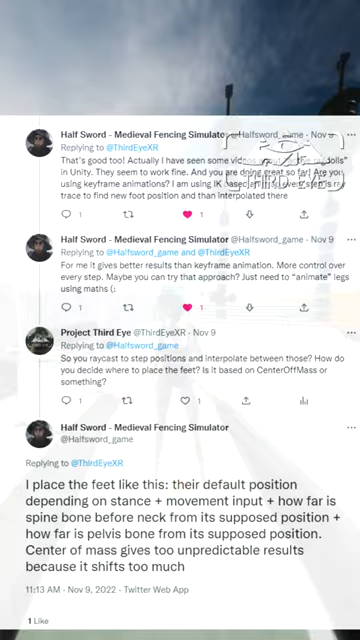 Half Sword - Medieval Fencing Simulator @Halfsword_game · Nov 9
Replying to @ThirdEyeXR
That's good too! Actually I have seen some videos
in Unity. They seem to work fine. And you are doing great so far! Are you
using keyframe animations? I am using IK based and every step is ray
trace to find new foot position and than interpolated there
1 1
THIRD EYE
Half Sword - Medieval Fencing Simulator @Halfsword_game · Nov 9
Replying to @Halfsword_game and @ThirdEyeXR
For me it gives better results than keyframe animation. More control over
every step. Maybe you can try that approach? Just need to "animate" legs
using maths (:
1 1
Project Third Eye @ThirdEyeXR · Nov 9
Replying to @Halfsword_game
So you raycast to step positions and interpolate between those? How do
you decide where to place the feet? Is it based on CenterOffMass or
something?
1 1
Half Sword - Medieval Fencing Simulator
@Halfsword_game
Replying to @ThirdEyeXR
I place the feet like this: their default position
depending on stance + movement input + how far is
spine bone before neck from its supposed position +
how far is pelvis bone from its supposed position.
Center of mass gives too unpredictable results
because it shifts too much
11:13 AM · Nov 9, 2022 · Twitter Web App
1 Like